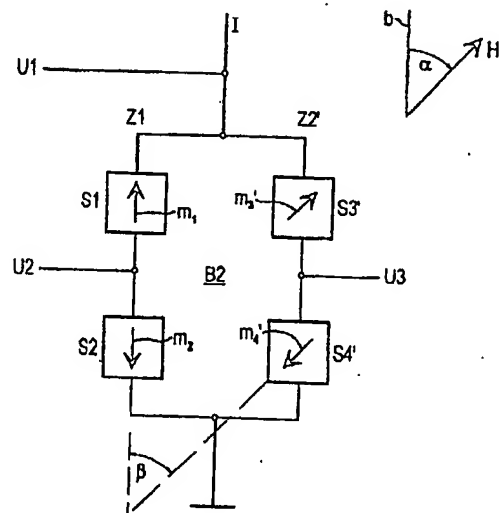 I
b
H
α
U1
Z1
Z2'
S1
m₁
m₃'
S3'
U2
B2
U3
S2
m₂
m₄'
S4'
β